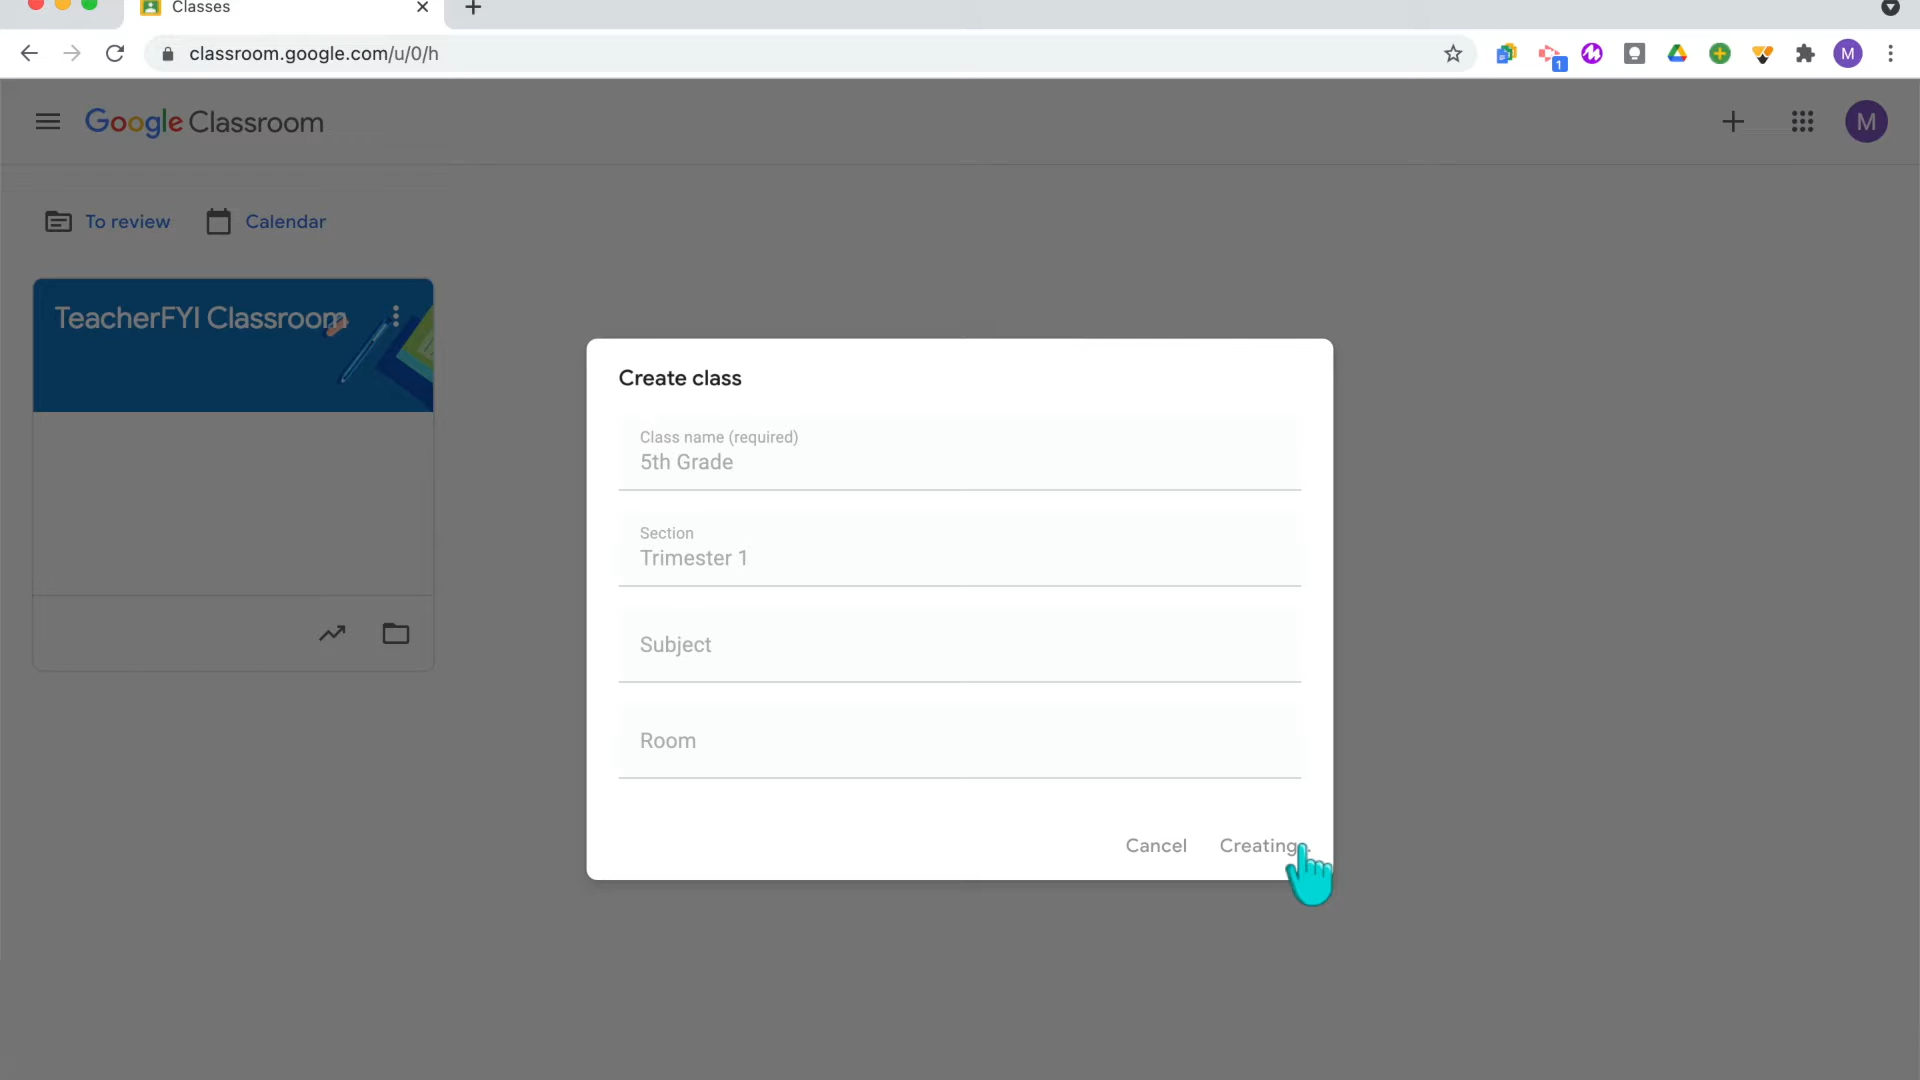 Classes
classroom.google.com/u/0/h
1
M
Google Classroom
M
To review
Calendar
TeacherFYI Classroom
Create class
Class name (required)
5th Grade
Section
Trimester 1
Subject
Room
Cancel
Creating